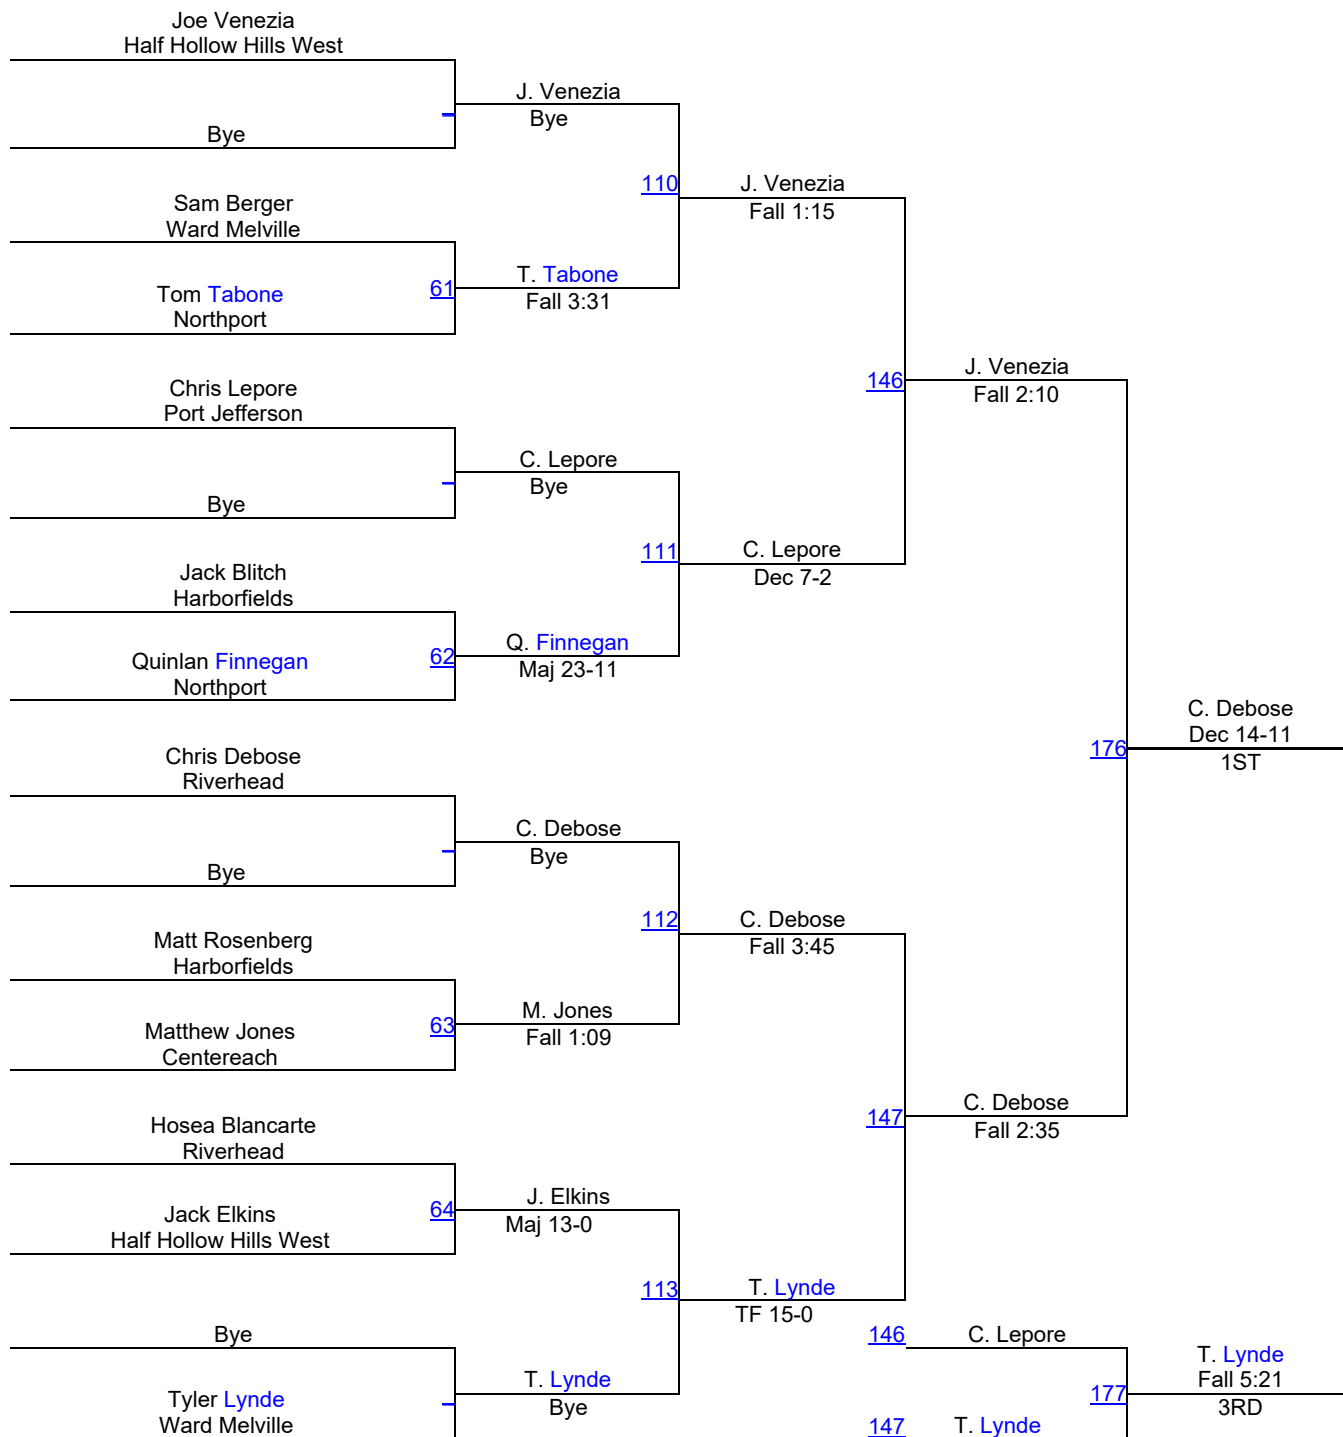 Joe Venezia
Half Hollow Hills West
J. Venezia
Bye
Bye
110
J. Venezia
Fall 1:15
Sam Berger
Ward Melville
61
T. Tabone
Fall 3:31
Tom Tabone
Northport
146
J. Venezia
Fall 2:10
Chris Lepore
Port Jefferson
C. Lepore
Bye
Bye
111
C. Lepore
Dec 7-2
Jack Blitch
Harborfields
62
Q. Finnegan
Maj 23-11
Quinlan Finnegan
Northport
176
C. Debose
Dec 14-11
1ST
Chris Debose
Riverhead
C. Debose
Bye
Bye
112
C. Debose
Fall 3:45
Matt Rosenberg
Harborfields
63
M. Jones
Fall 1:09
Matthew Jones
Centereach
147
C. Debose
Fall 2:35
Hosea Blancarte
Riverhead
64
J. Elkins
Maj 13-0
Jack Elkins
Half Hollow Hills West
113
T. Lynde
TF 15-0
Bye
T. Lynde
Bye
Tyler Lynde
Ward Melville
146
C. Lepore
177
T. Lynde
Fall 5:21
3RD
147
T. Lynde